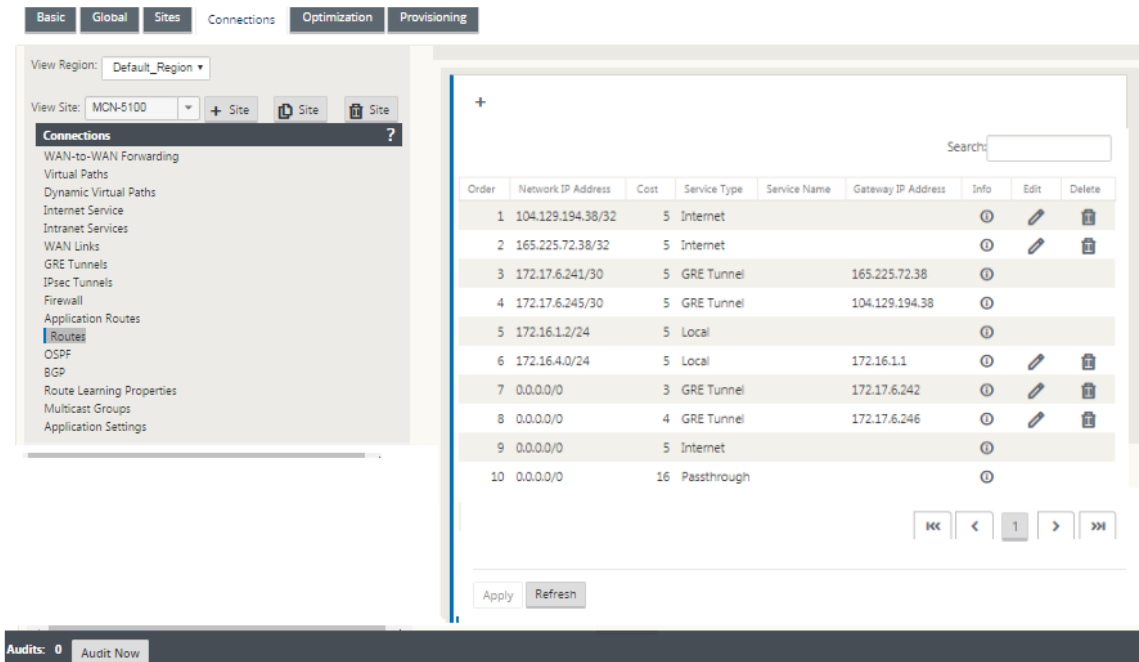 Basic Global Sites Connections Optimization Provisioning
View Region: Default_Region
View Site: MCN-5100 + Site Site Site
Connections ?
WAN-to-WAN Forwarding
Virtual Paths
Dynamic Virtual Paths
Internet Service
Intranet Services
WAN Links
GRE Tunnels
IPsec Tunnels
Firewall
Application Routes
Routes
OSPF
BGP
Route Learning Properties
Multicast Groups
Application Settings
+
Search:
Order Network IP Address Cost Service Type Service Name Gateway IP Address Info Edit Delete
1 104.129.194.38/32 5 Internet
2 165.225.72.38/32 5 Internet
3 172.17.6.241/30 5 GRE Tunnel 165.225.72.38
4 172.17.6.245/30 5 GRE Tunnel 104.129.194.38
5 172.16.1.2/24 5 Local
6 172.16.4.0/24 5 Local 172.16.1.1
7 0.0.0.0/0 3 GRE Tunnel 172.17.6.242
8 0.0.0.0/0 4 GRE Tunnel 172.17.6.246
9 0.0.0.0/0 5 Internet
10 0.0.0.0/0 16 Passthrough
1
Apply Refresh
Audits: 0 Audit Now